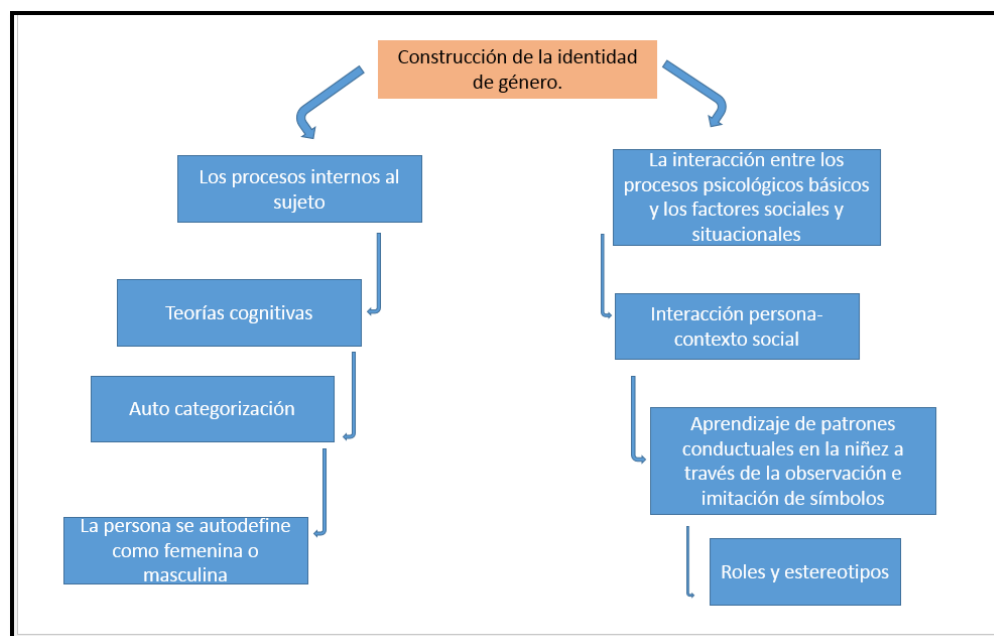 Construcción de la identidad
de género.
Los procesos internos al
sujeto
La interacción entre los
procesos psicológicos básicos
y los factores sociales y
situacionales
Teorías cognitivas
Interacción persona-
contexto social
Auto categorización
Aprendizaje de patrones
conductuales en la niñez a
través de la observación e
imitación de símbolos
La persona se autodefine
como femenina o
masculina
Roles y estereotipos